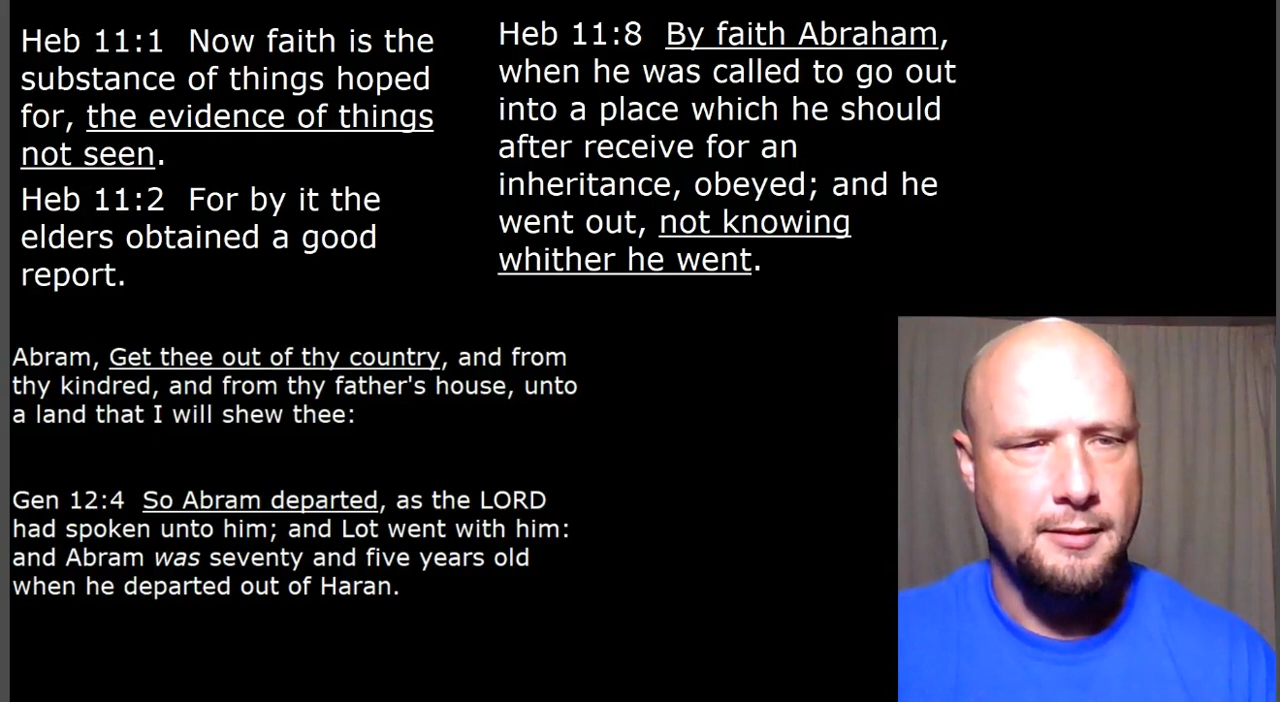 Heb 11:1 Now faith is the
substance of things hoped
for, the evidence of things
not seen.
Heb 11:2 For by it the
elders obtained a good
report.
Heb 11:8 By faith Abraham,
when he was called to go out
into a place which he should
after receive for an
inheritance, obeyed; and he
went out, not knowing
whither he went.
Abram, Get thee out of thy country, and from
thy kindred, and from thy father's house, unto
a land that I will shew thee:
Gen 12:4 So Abram departed, as the LORD
had spoken unto him; and Lot went with him:
and Abram was seventy and five years old
when he departed out of Haran.